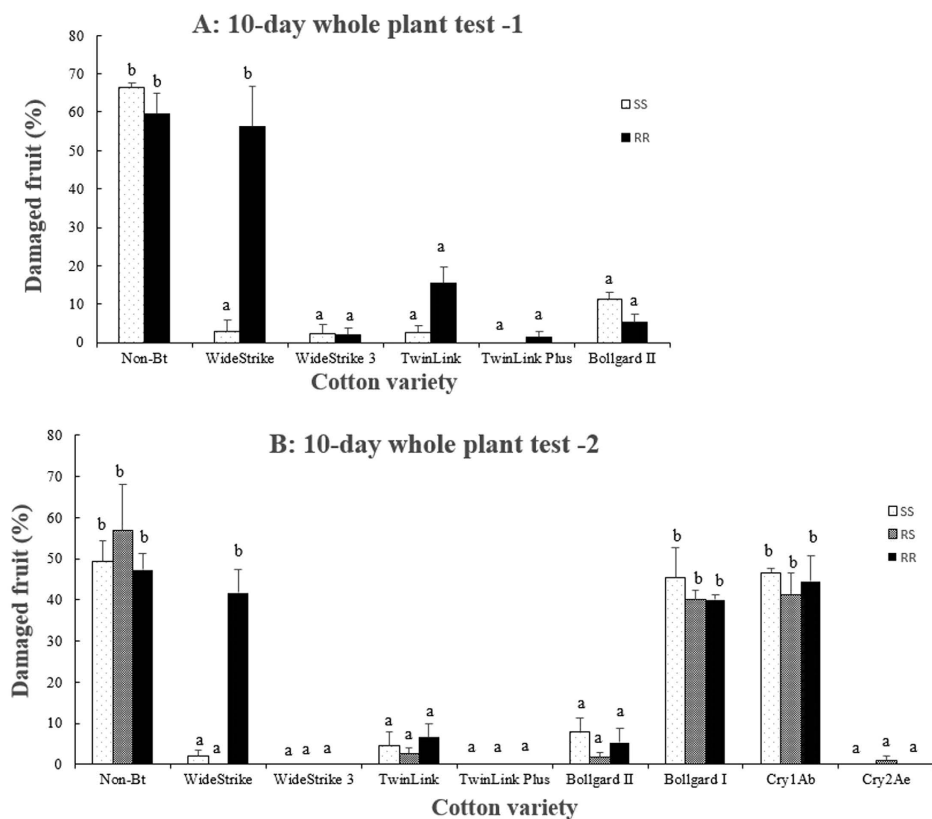 A: 10-day whole plant test -1
80
70
60
50
40
30
20
10
0
Damaged fruit (%)
b b a b a a a a a a a a
SS
RR
Non-Bt WideStrike WideStrike 3 TwinLink TwinLink Plus Bollgard II
Cotton variety
B: 10-day whole plant test -2
80
70
60
50
40
30
20
10
0
Damaged fruit (%)
b b b a a b a a a a a a a a a a a a b b b b b b a a a
SS
RS
RR
Non-Bt WideStrike WideStrike 3 TwinLink TwinLink Plus Bollgard II Bollgard I Cry1Ab Cry2Ae
Cotton variety